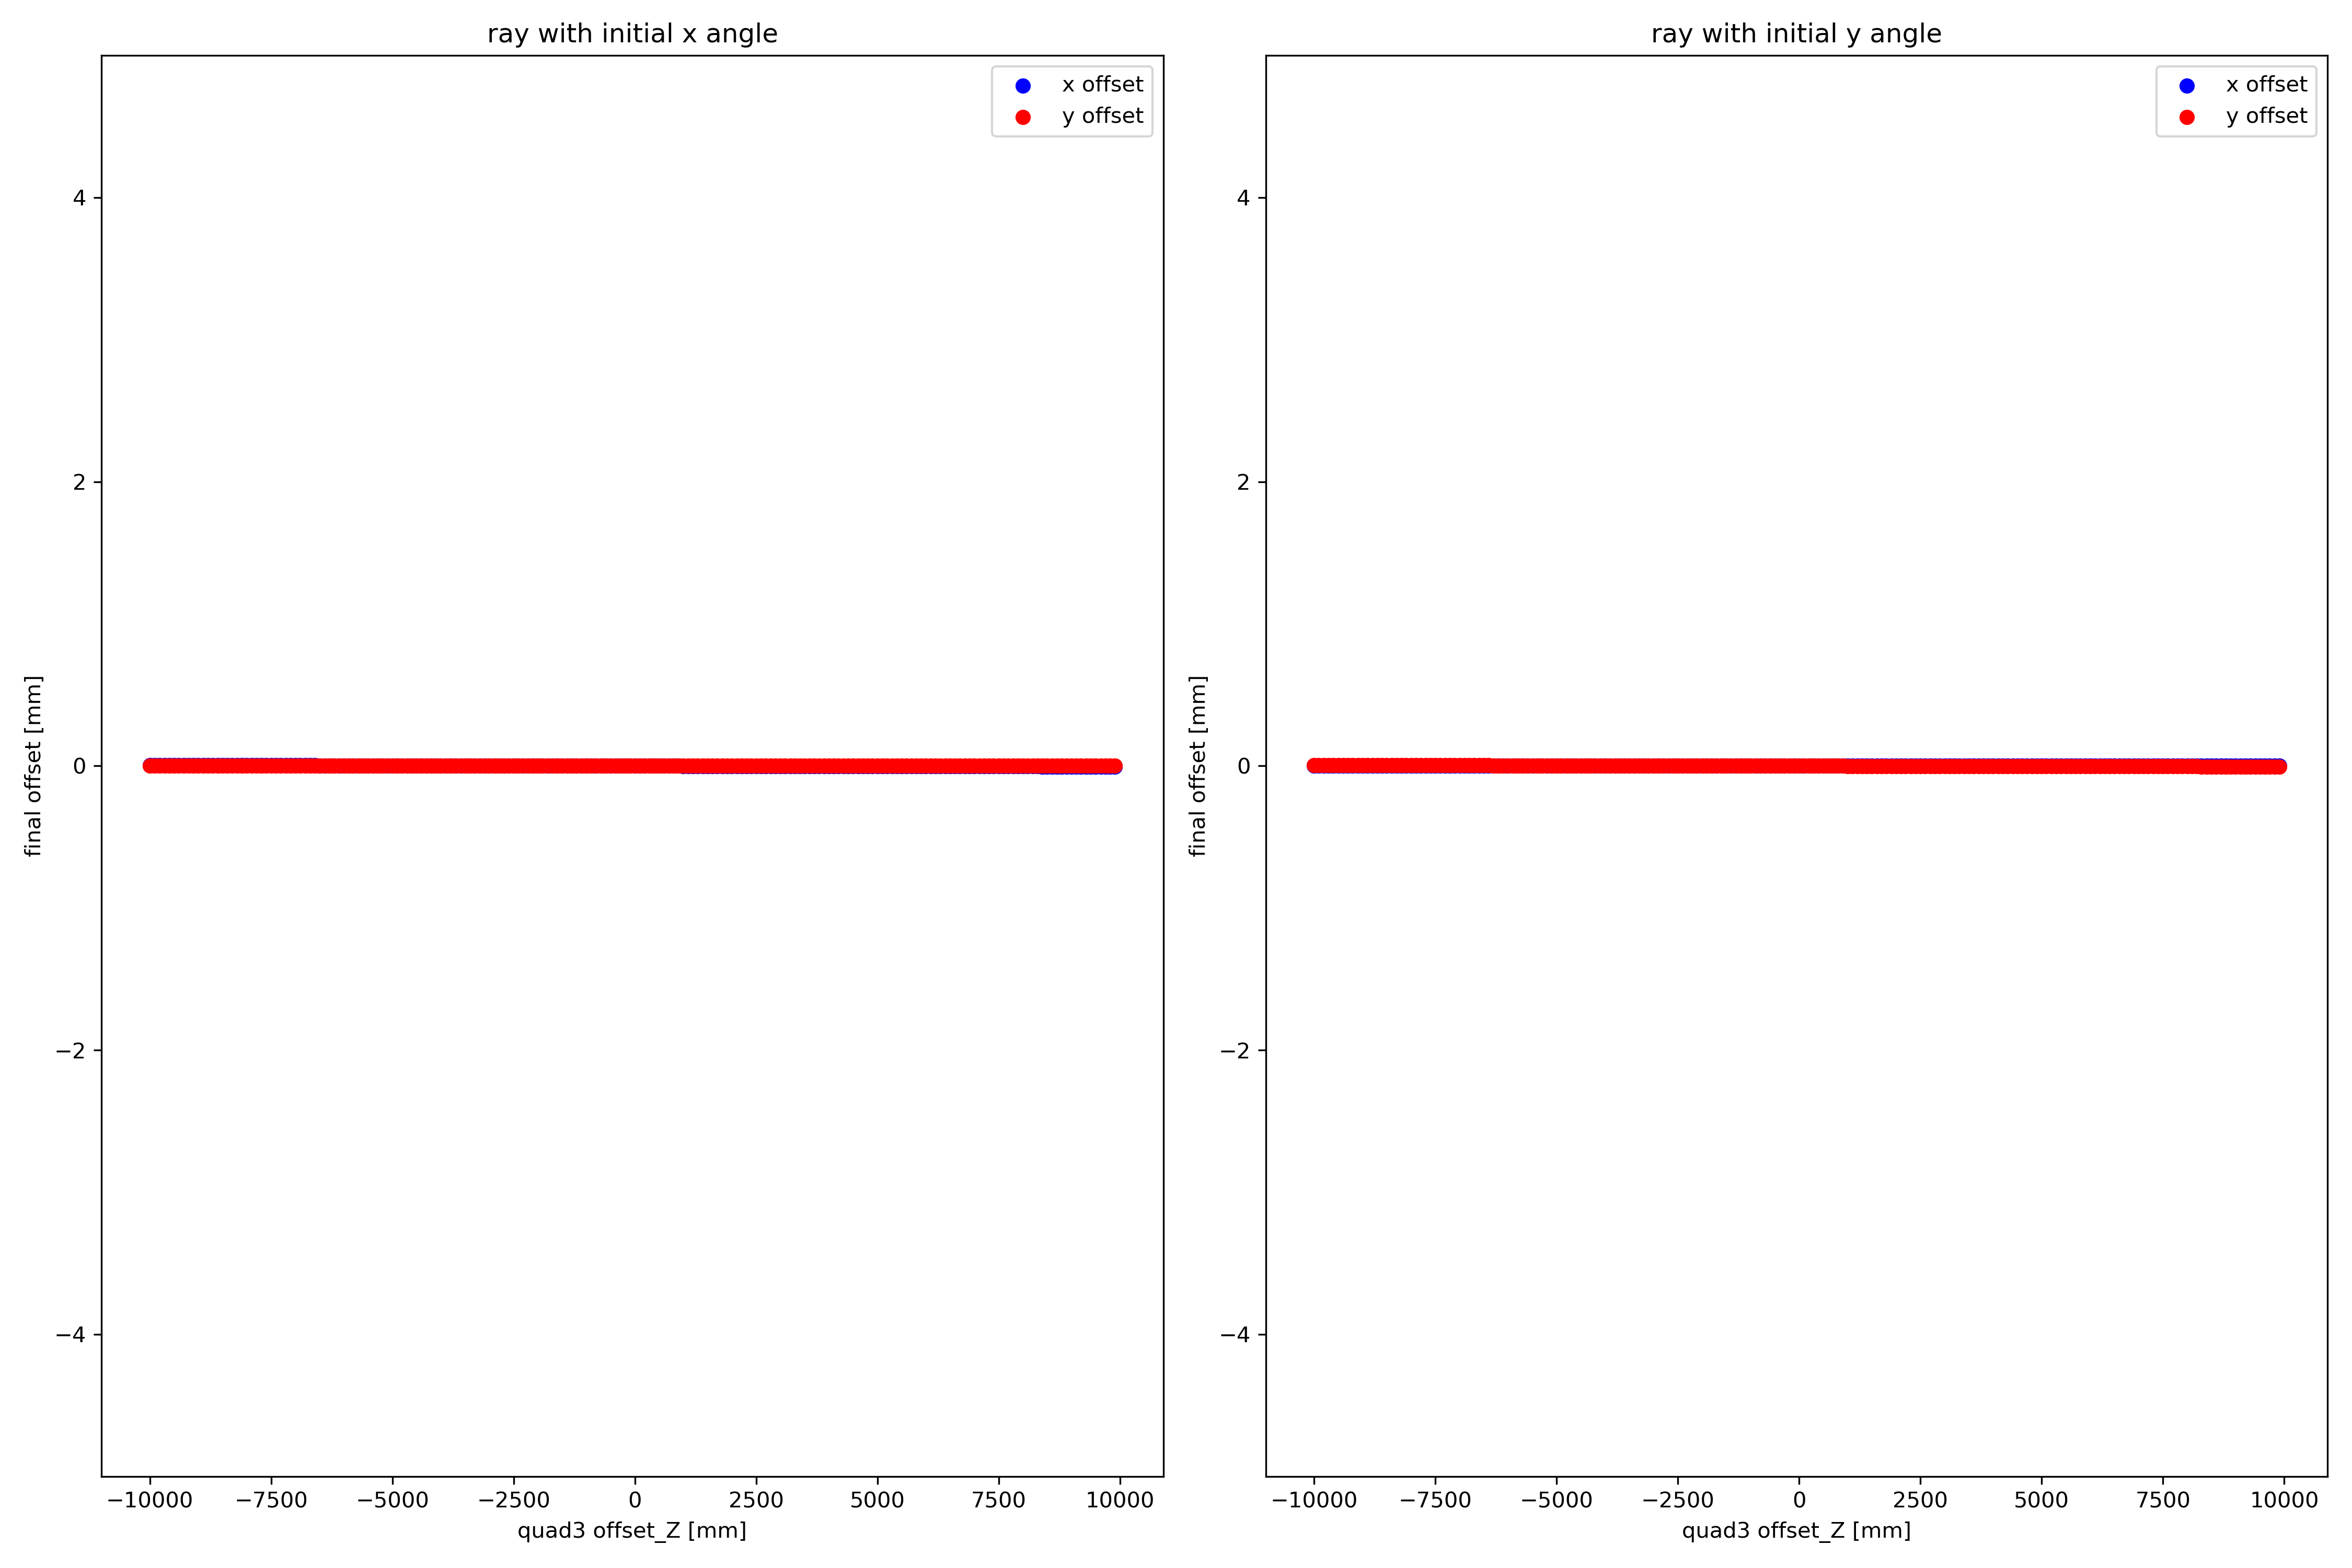 ray with initial x angle
x offset
y offset
4
2
0
−2
−4
final offset [mm]
−10000 −7500 −5000 −2500 0 2500 5000 7500 10000
quad3 offset_Z [mm]
ray with initial y angle
x offset
y offset
4
2
0
−2
−4
final offset [mm]
−10000 −7500 −5000 −2500 0 2500 5000 7500 10000
quad3 offset_Z [mm]